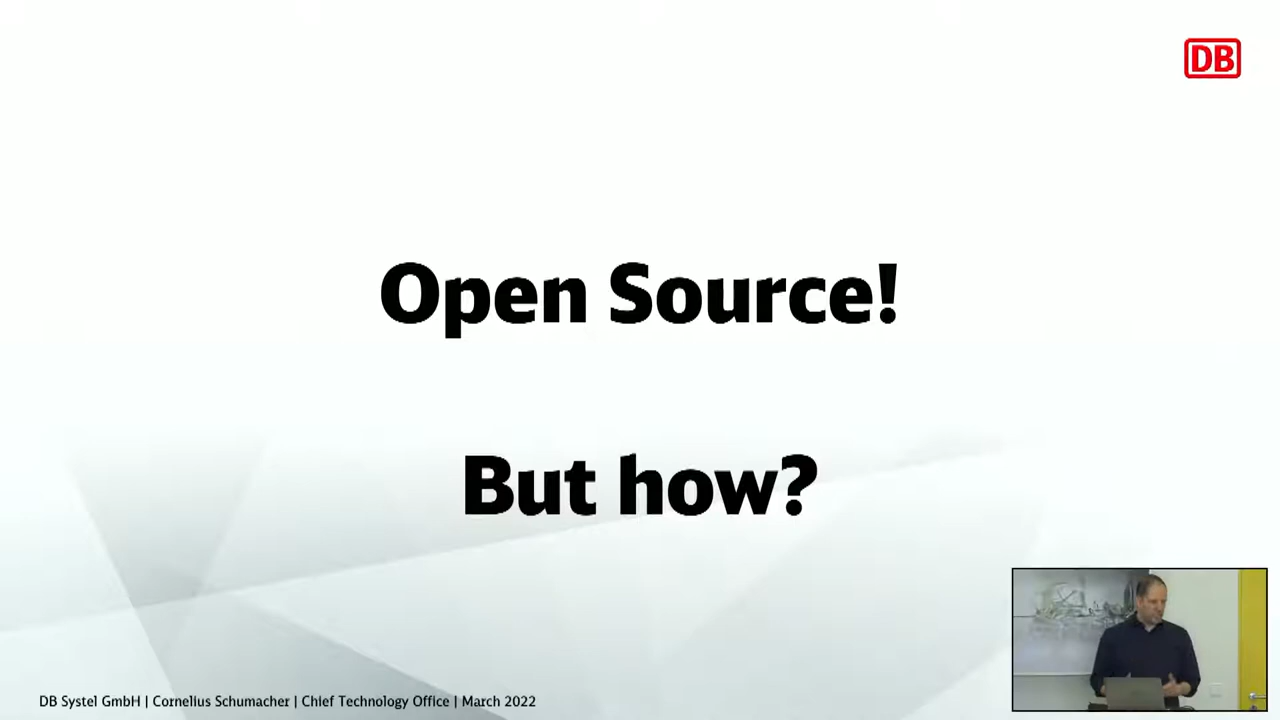 DB
Open Source!
But how?
DB Systel GmbH | Cornelius Schumacher | Chief Technology Office | March 2022